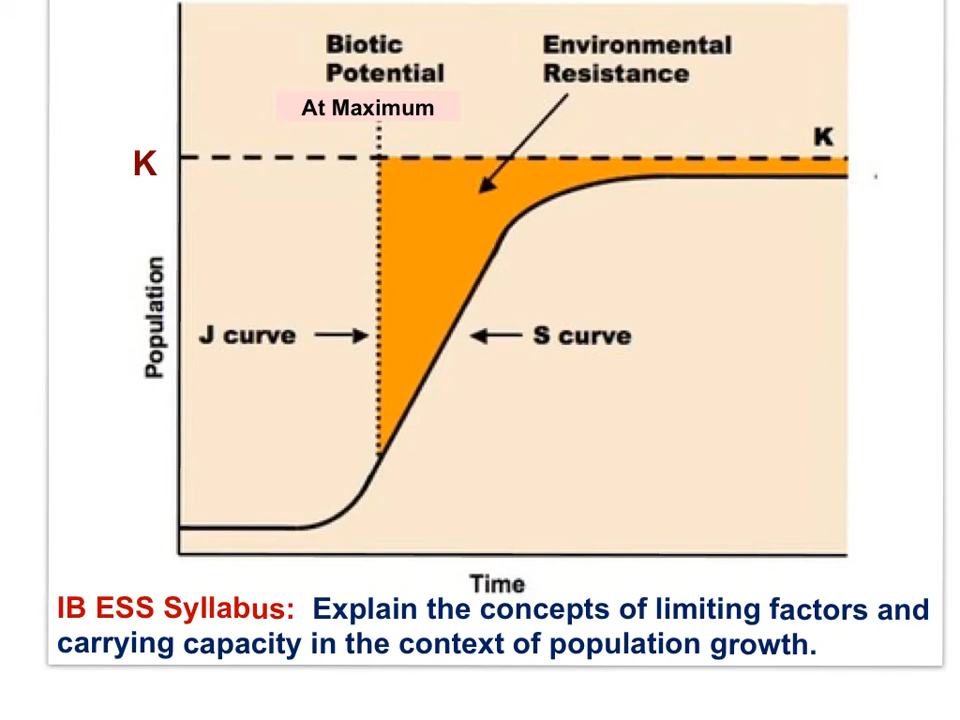 Biotic
Potential
At Maximum
Environmental
Resistance
K
K
Population
J curve
S curve
Time
IB ESS Syllabus: Explain the concepts of limiting factors and
carrying capacity in the context of population growth.